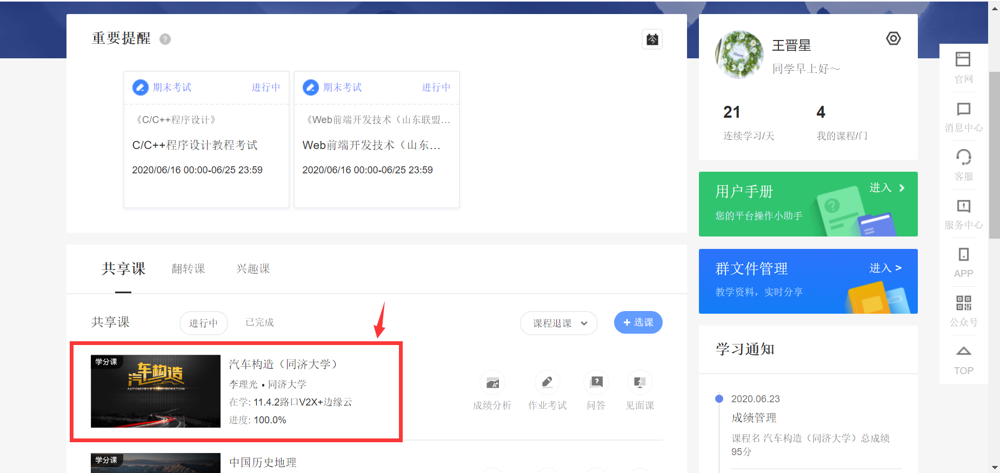 重要提醒 ?
期末考试 进行中
《C/C++程序设计》
C/C++程序设计教程考试
2020/06/16 00:00-06/25 23:59
期末考试 进行中
《Web前端开发技术（山东联盟...
Web前端开发技术（山东...
2020/06/16 00:00-06/25 23:59
王晋星
同学早上好～
21
连续学习/天
4
我的课程/门
用户手册
进入 >
您的平台操作小助手
群文件管理
进入 >
教学资料，实时分享
官网
消息中心
客服
服务中心
APP
公众号
TOP
共享课 翻转课 兴趣课
共享课 进行中 已完成 课程退课 + 选课
学分课
汽车构造
AUTOMOBILE CONFIGURATION
汽车构造（同济大学）
李理光 • 同济大学
在学: 11.4.2路口V2X+边缘云
进度: 100.0%
成绩分析 作业考试 问答 见面课
学分课
中国历史地理
学习通知
2020.06.23
成绩管理
课程名 汽车构造（同济大学）总成绩
95分